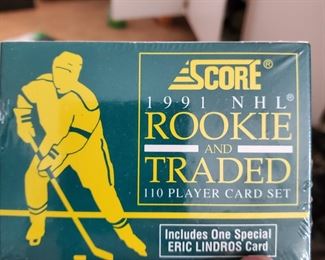 SCORE®
1991 NHL®
ROOKIE
AND
TRADED
110 PLAYER CARD SET
Includes One Special
ERIC LINDROS Card